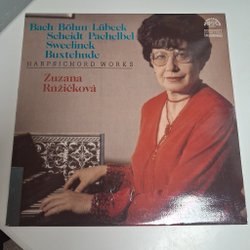 Bach Böhm Lübeck
Scheidt Pachelbel
Sweelinck
Buxtehude
HARPSICHORD WORKS
Zuzana
Růžičková